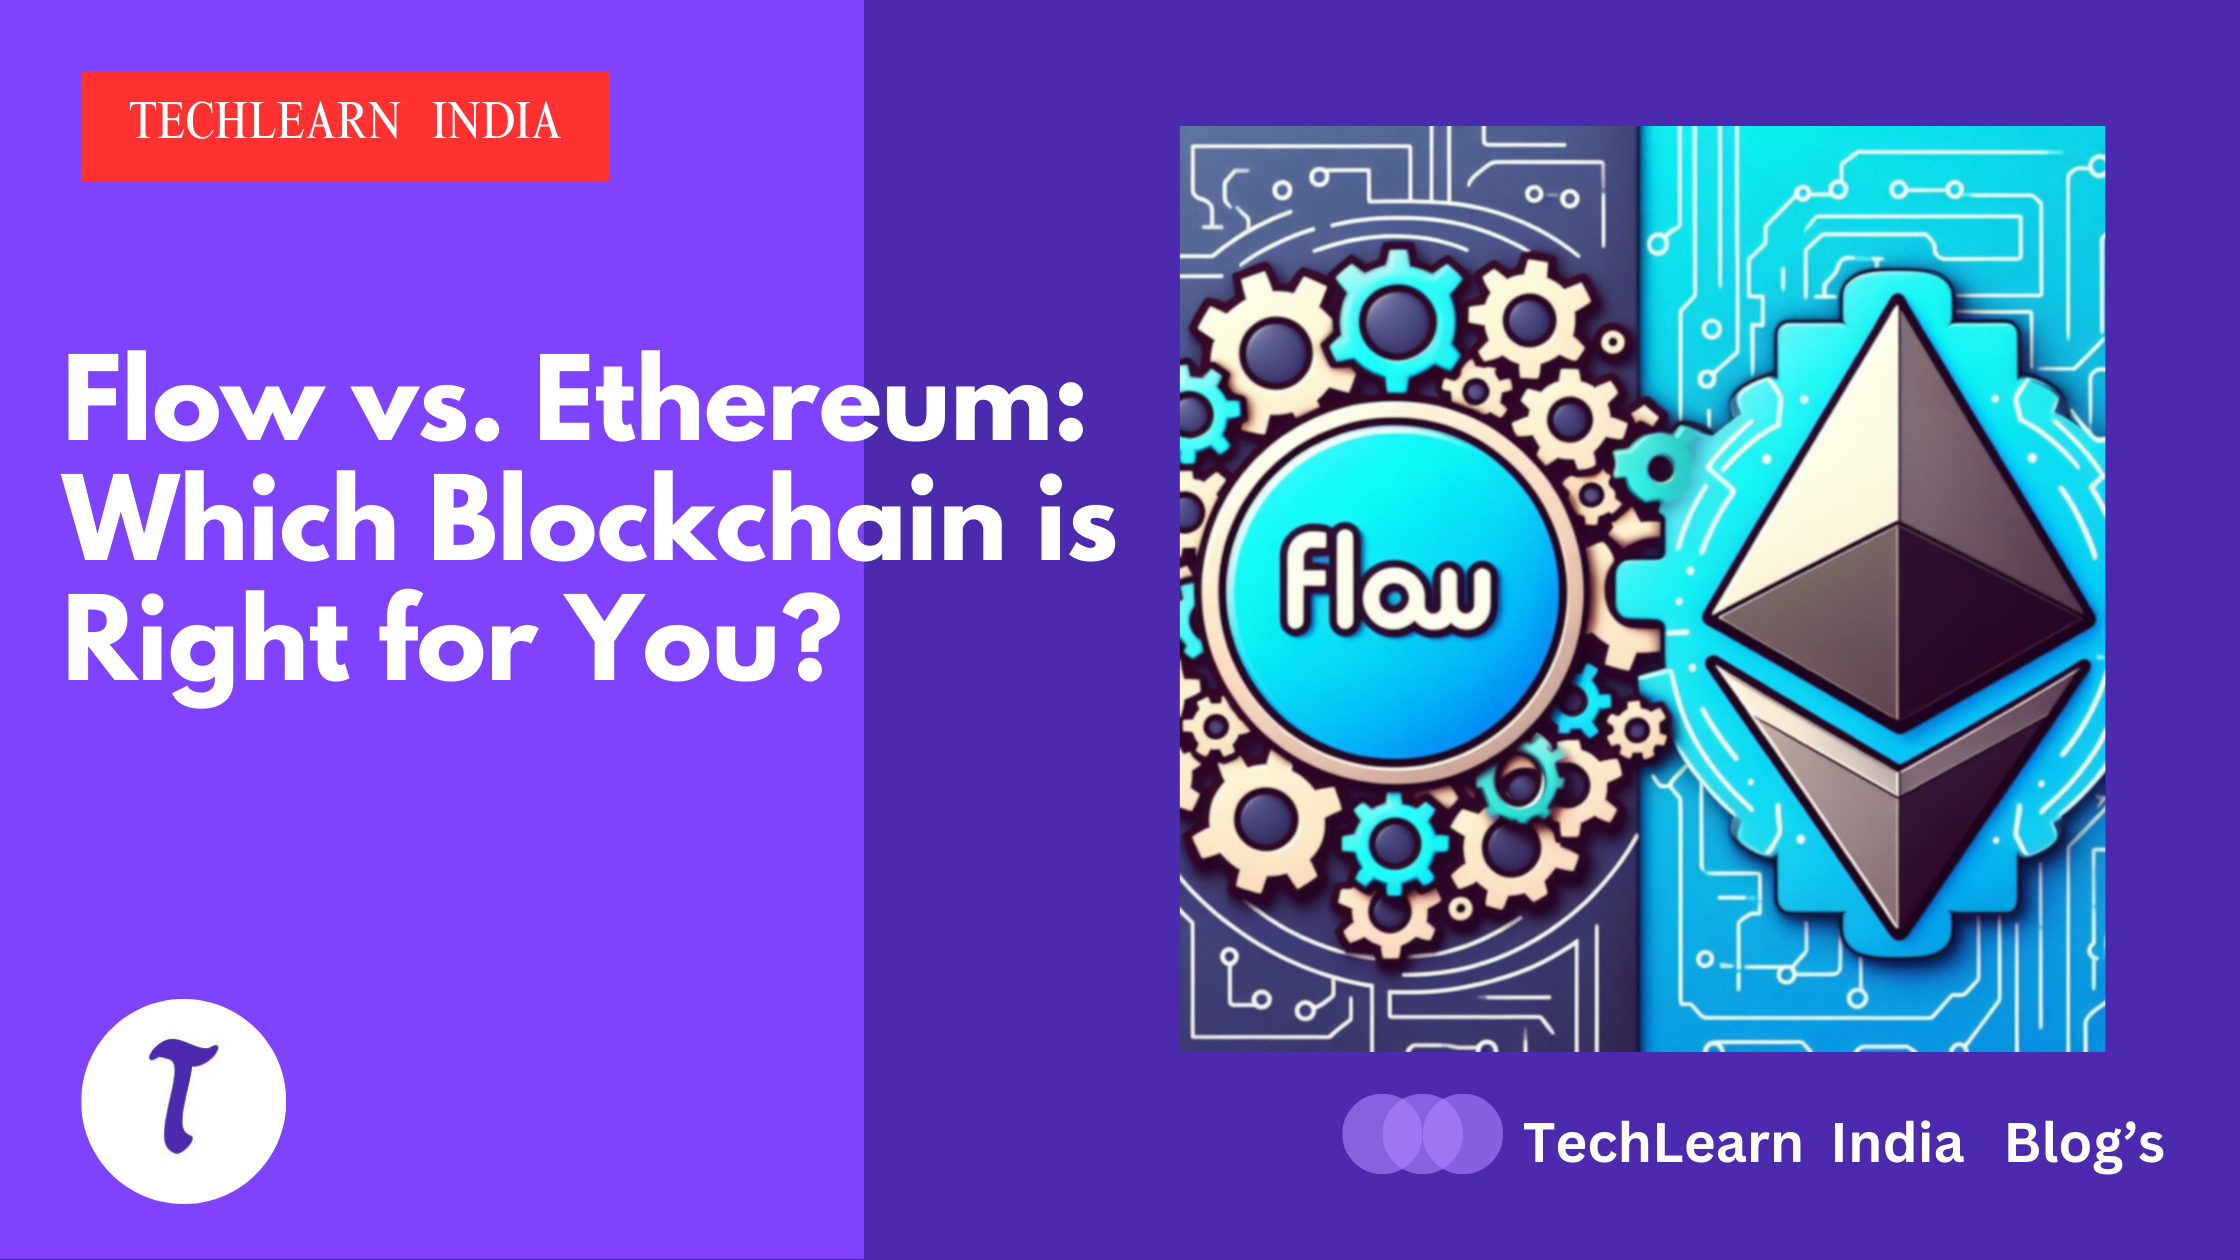 TECHLEARN INDIA
Flow vs. Ethereum:
Which Blockchain is
Right for You?
Flow
T
TechLearn India Blog’s